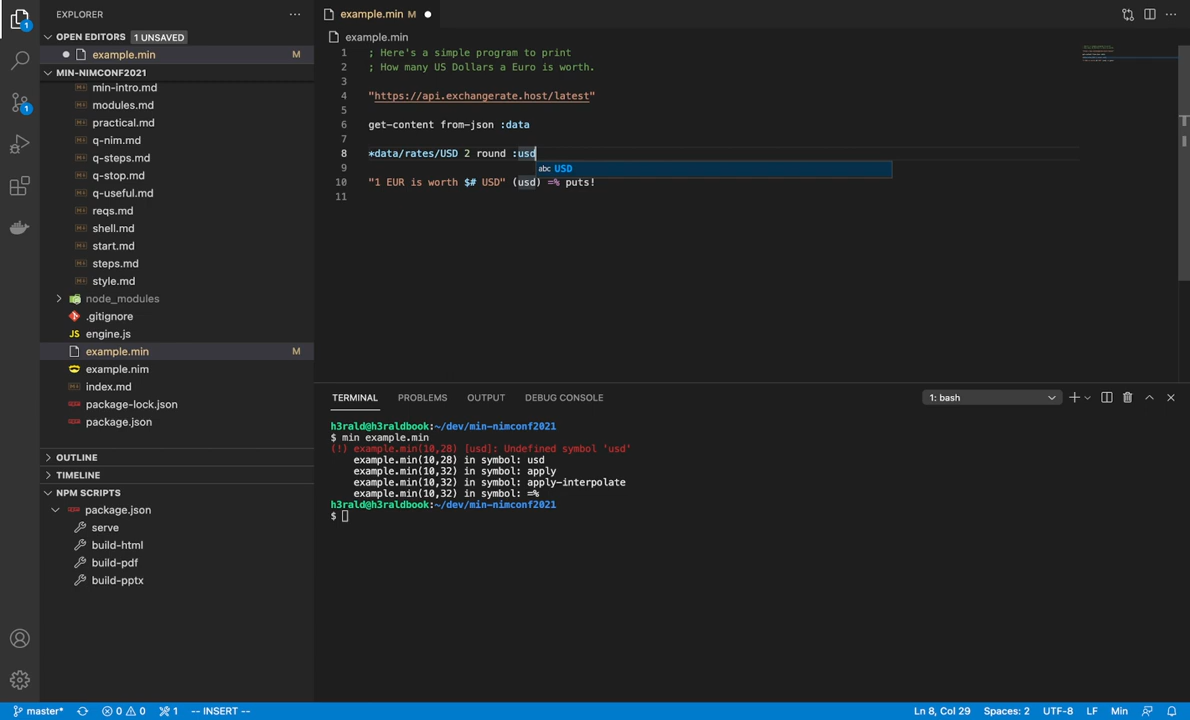 EXPLORER
OPEN EDITORS 1 UNSAVED
example.min M
MIN-NIMCONF2021
min-intro.md
modules.md
practical.md
q-nim.md
q-steps.md
q-stop.md
q-useful.md
reqs.md
shell.md
start.md
steps.md
style.md
node_modules
.gitignore
JS engine.js
example.min M
example.nim
index.md
package-lock.json
package.json
OUTLINE
TIMELINE
NPM SCRIPTS
package.json
serve
build-html
build-pdf
build-pptx
example.min M
example.min
1 ; Here's a simple program to print
2 ; How many US Dollars a Euro is worth.
3
4 "https://api.exchangerate.host/latest"
5
6 get-content from-json :data
7
8 *data/rates/USD 2 round :usd
abc USD
9
10 "1 EUR is worth $# USD" (usd) =% puts!
11
TERMINAL PROBLEMS OUTPUT DEBUG CONSOLE 1: bash
h3rald@h3raldbook:~/dev/min-nimconf2021
$ min example.min
(!) example.min(10,28) [usd]: Undefined symbol 'usd'
example.min(10,28) in symbol: usd
example.min(10,32) in symbol: apply
example.min(10,32) in symbol: apply-interpolate
example.min(10,32) in symbol: =%
h3rald@h3raldbook:~/dev/min-nimconf2021
$
1
1
master* 0 0 1 -- INSERT -- Ln 8, Col 29 Spaces: 2 UTF-8 LF Min